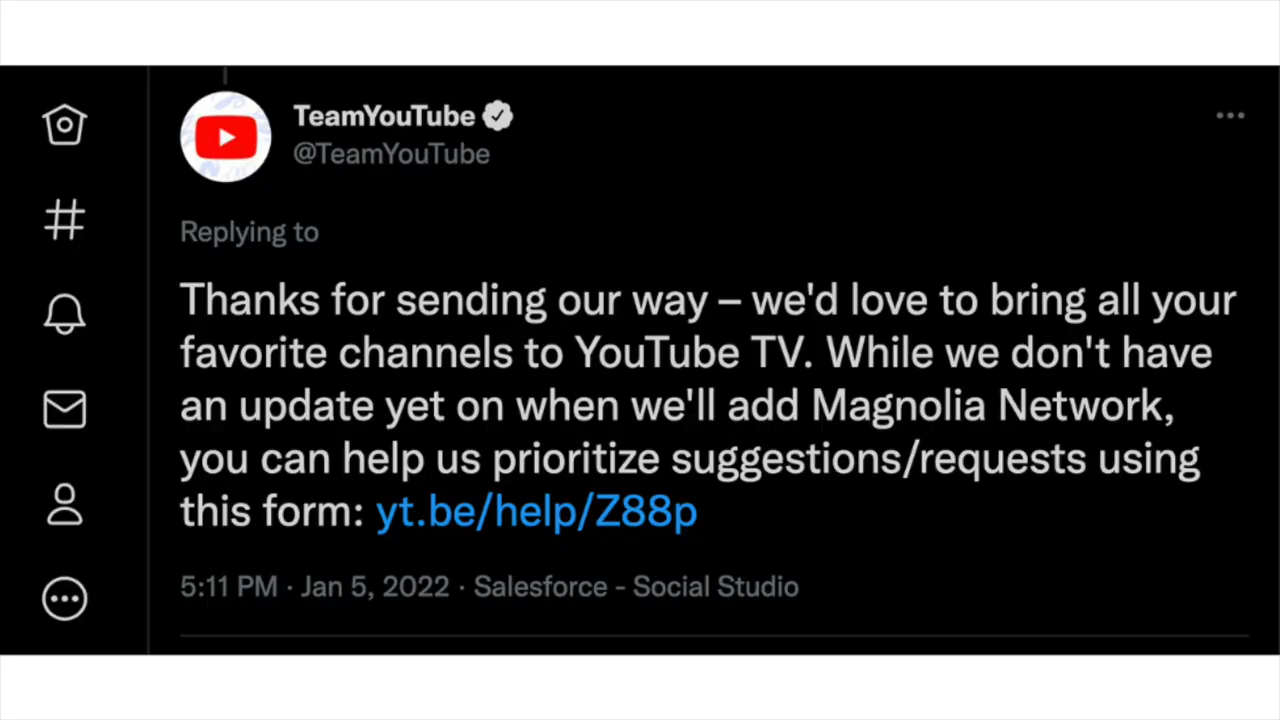 TeamYouTube
@TeamYouTube
Replying to
Thanks for sending our way – we'd love to bring all your
favorite channels to YouTube TV. While we don't have
an update yet on when we'll add Magnolia Network,
you can help us prioritize suggestions/requests using
this form: yt.be/help/Z88p
5:11 PM · Jan 5, 2022 · Salesforce - Social Studio